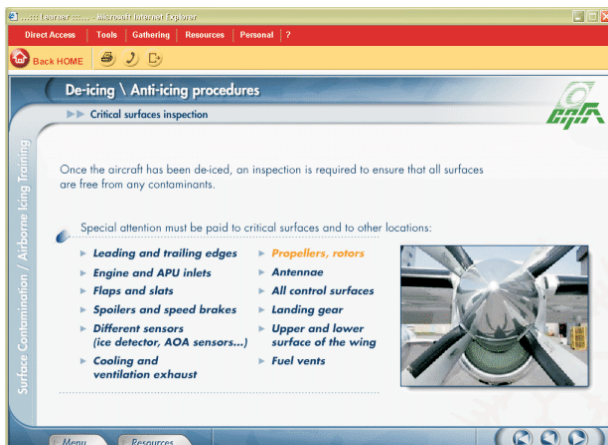 Learner ::::... - Microsoft Internet Explorer
Direct Access Tools Gathering Resources Personal ?
Back HOME
De-icing \ Anti-icing procedures
Critical surfaces inspection
Surface Contamination / Airborne Icing Training
Once the aircraft has been de-iced, an inspection is required to ensure that all surfaces
are free from any contaminants.
Special attention must be paid to critical surfaces and to other locations:
Leading and trailing edges
Engine and APU inlets
Flaps and slats
Spoilers and speed brakes
Different sensors
(ice detector, AOA sensors...)
Cooling and
ventilation exhaust
Propellers, rotors
Antennae
All control surfaces
Landing gear
Upper and lower
surface of the wing
Fuel vents
Menu Resources